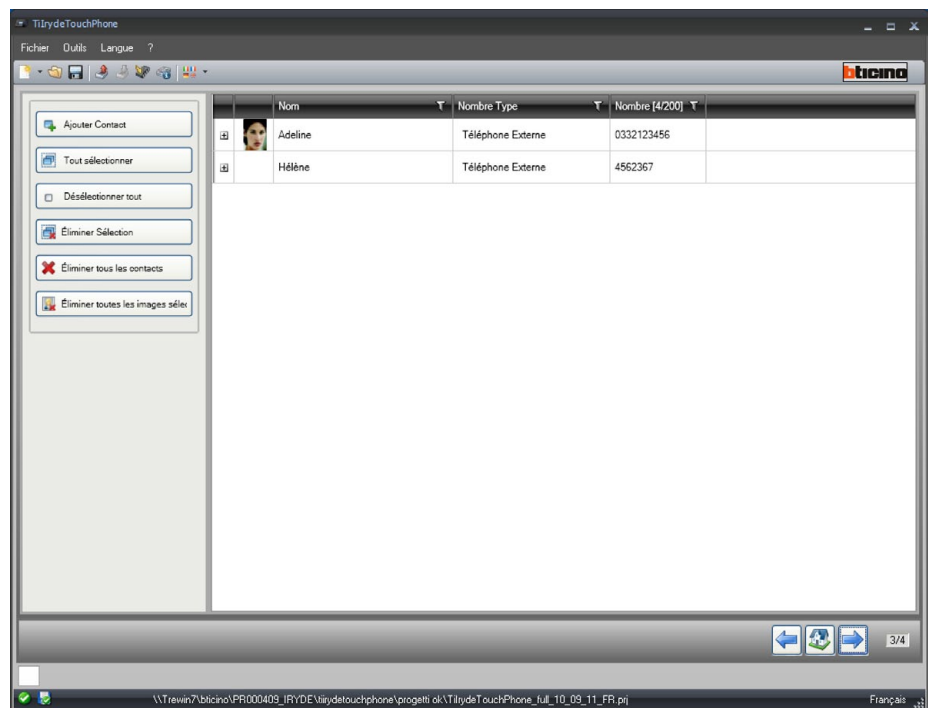 TiIrydeTouchPhone
Fichier Outils Langue ?
bticino
Nom Nombre Type Nombre [4/200]
Ajouter Contact
Adeline Téléphone Externe 0332123456
Tout sélectionner
Hélène Téléphone Externe 4562367
Désélectionner tout
Éliminer Sélection
Éliminer tous les contacts
Éliminer toutes les images sélec
3/4
\\Trewin7\bticino\PR000409_IRYDE\tiirydetouchphone\progetti ok\TiIrydeTouchPhone_full_10_09_11_FR.prj Français